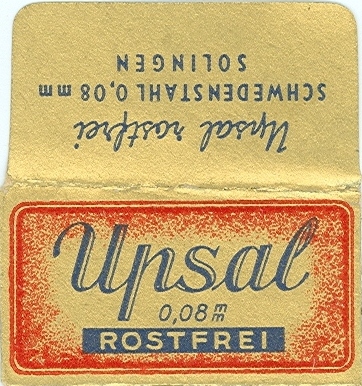 Upsal rostfrei
SCHWEDENSTAHL 0,08 mm
SOLINGEN
Upsal
0,08 mm
ROSTFREI